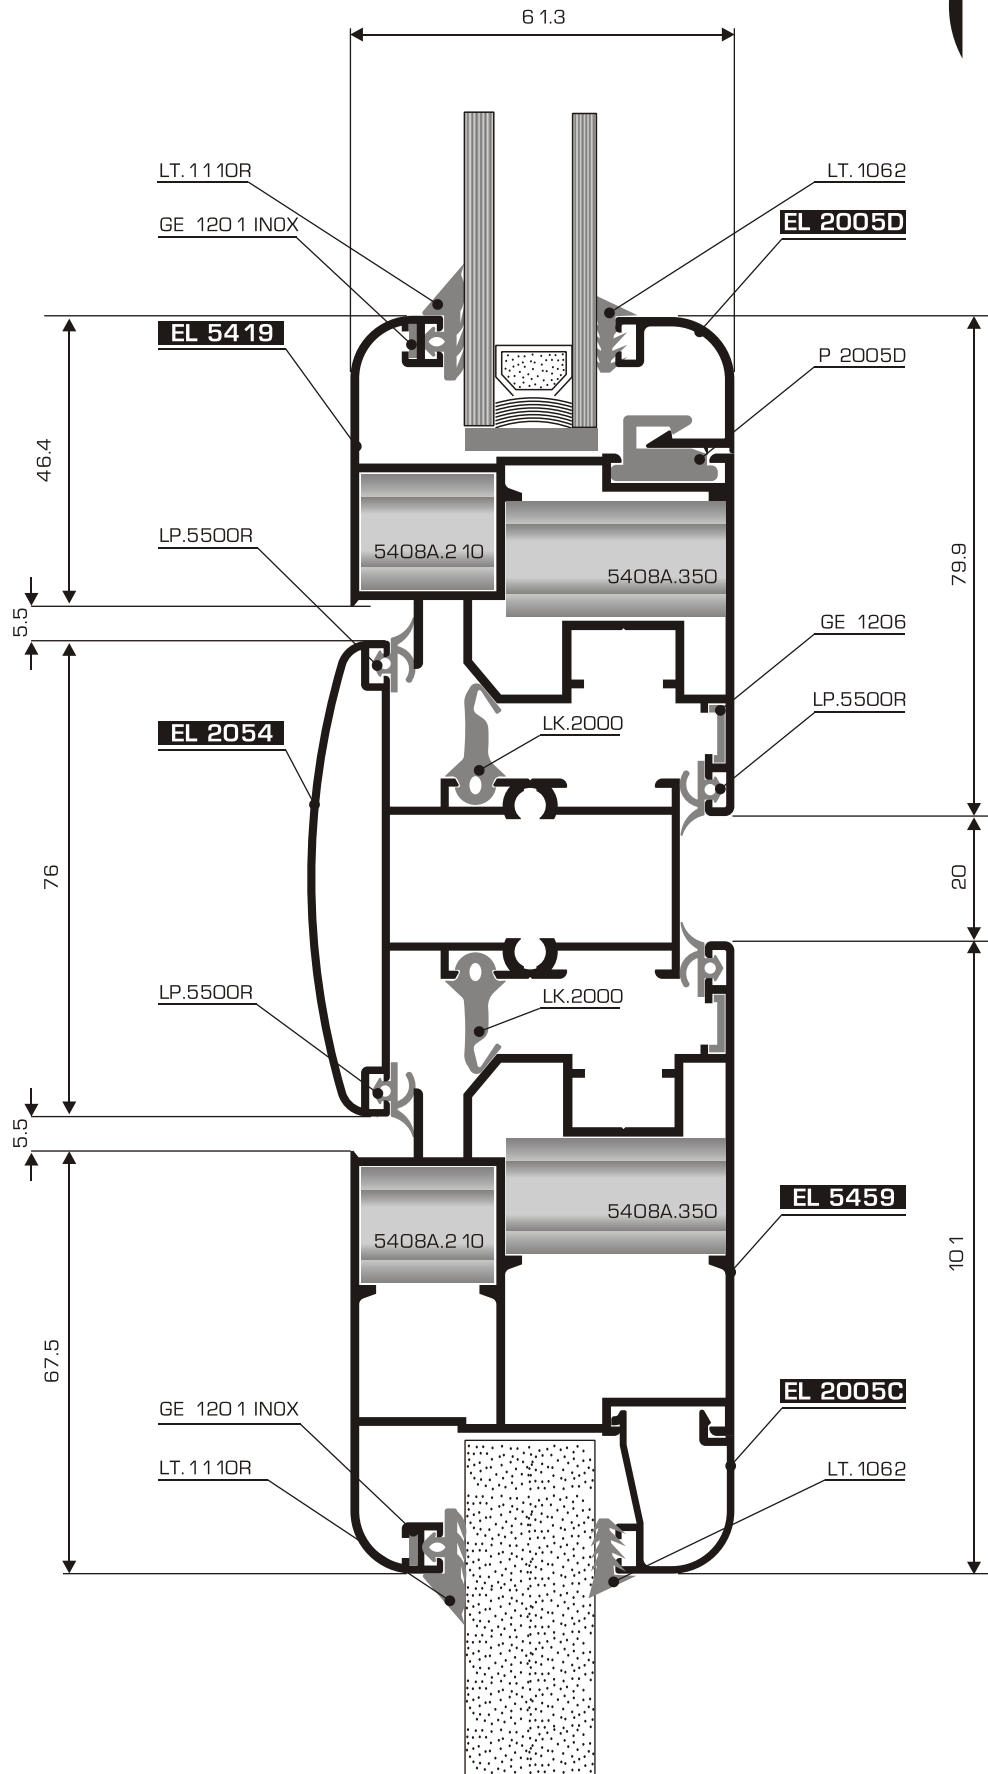 61.3
LT.1110R
LT.1062
GE 1201 INOX
EL 2005D
EL 5419
P 2005D
46.4
LP.5500R
5408A.210
5408A.350
79.9
5.5
GE 1206
LP.5500R
EL 2054
LK.2000
76
20
LP.5500R
LK.2000
5.5
EL 5459
5408A.350
5408A.210
101
67.5
EL 2005C
GE 1201 INOX
LT.1110R
LT.1062